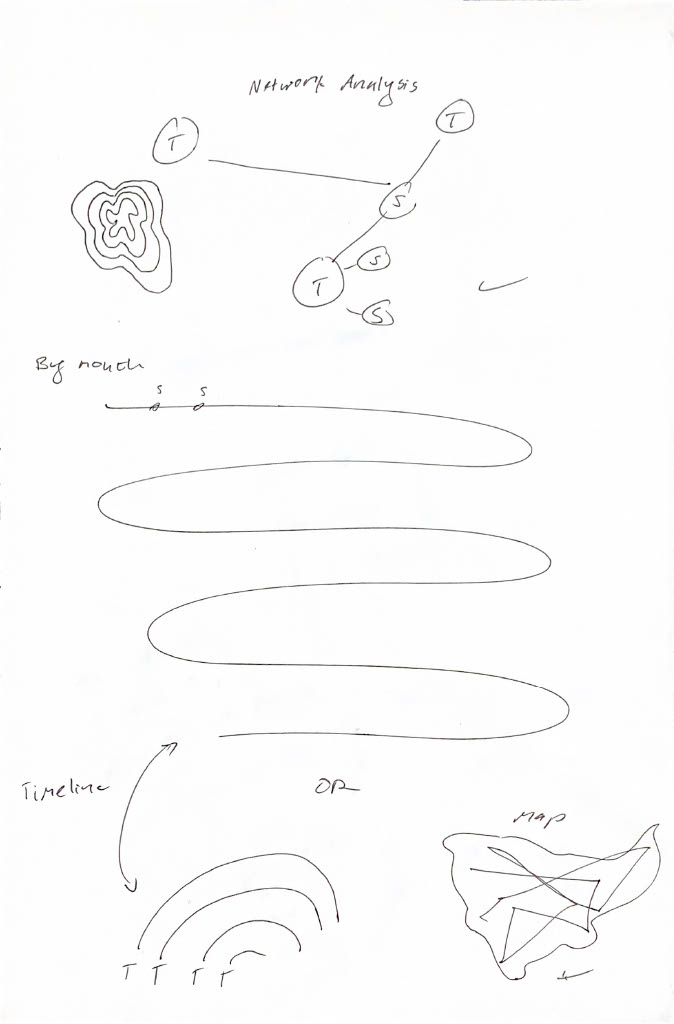 Network Analysis
T
T
S
T
S
S
By month
S S
Timeline
OR
Map
T T T T